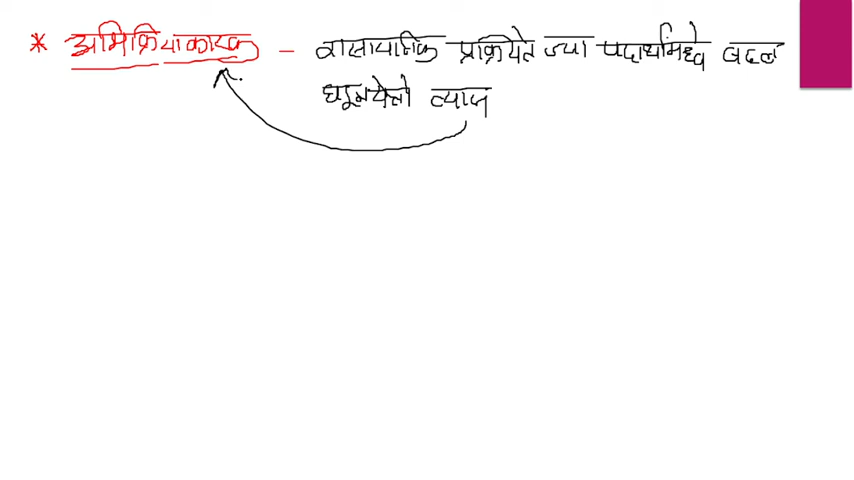 * अभिक्रियाकारक – रासायनिक प्रक्रियेत ज्या पदार्थामध्ये बदल
घडून येतो त्यास